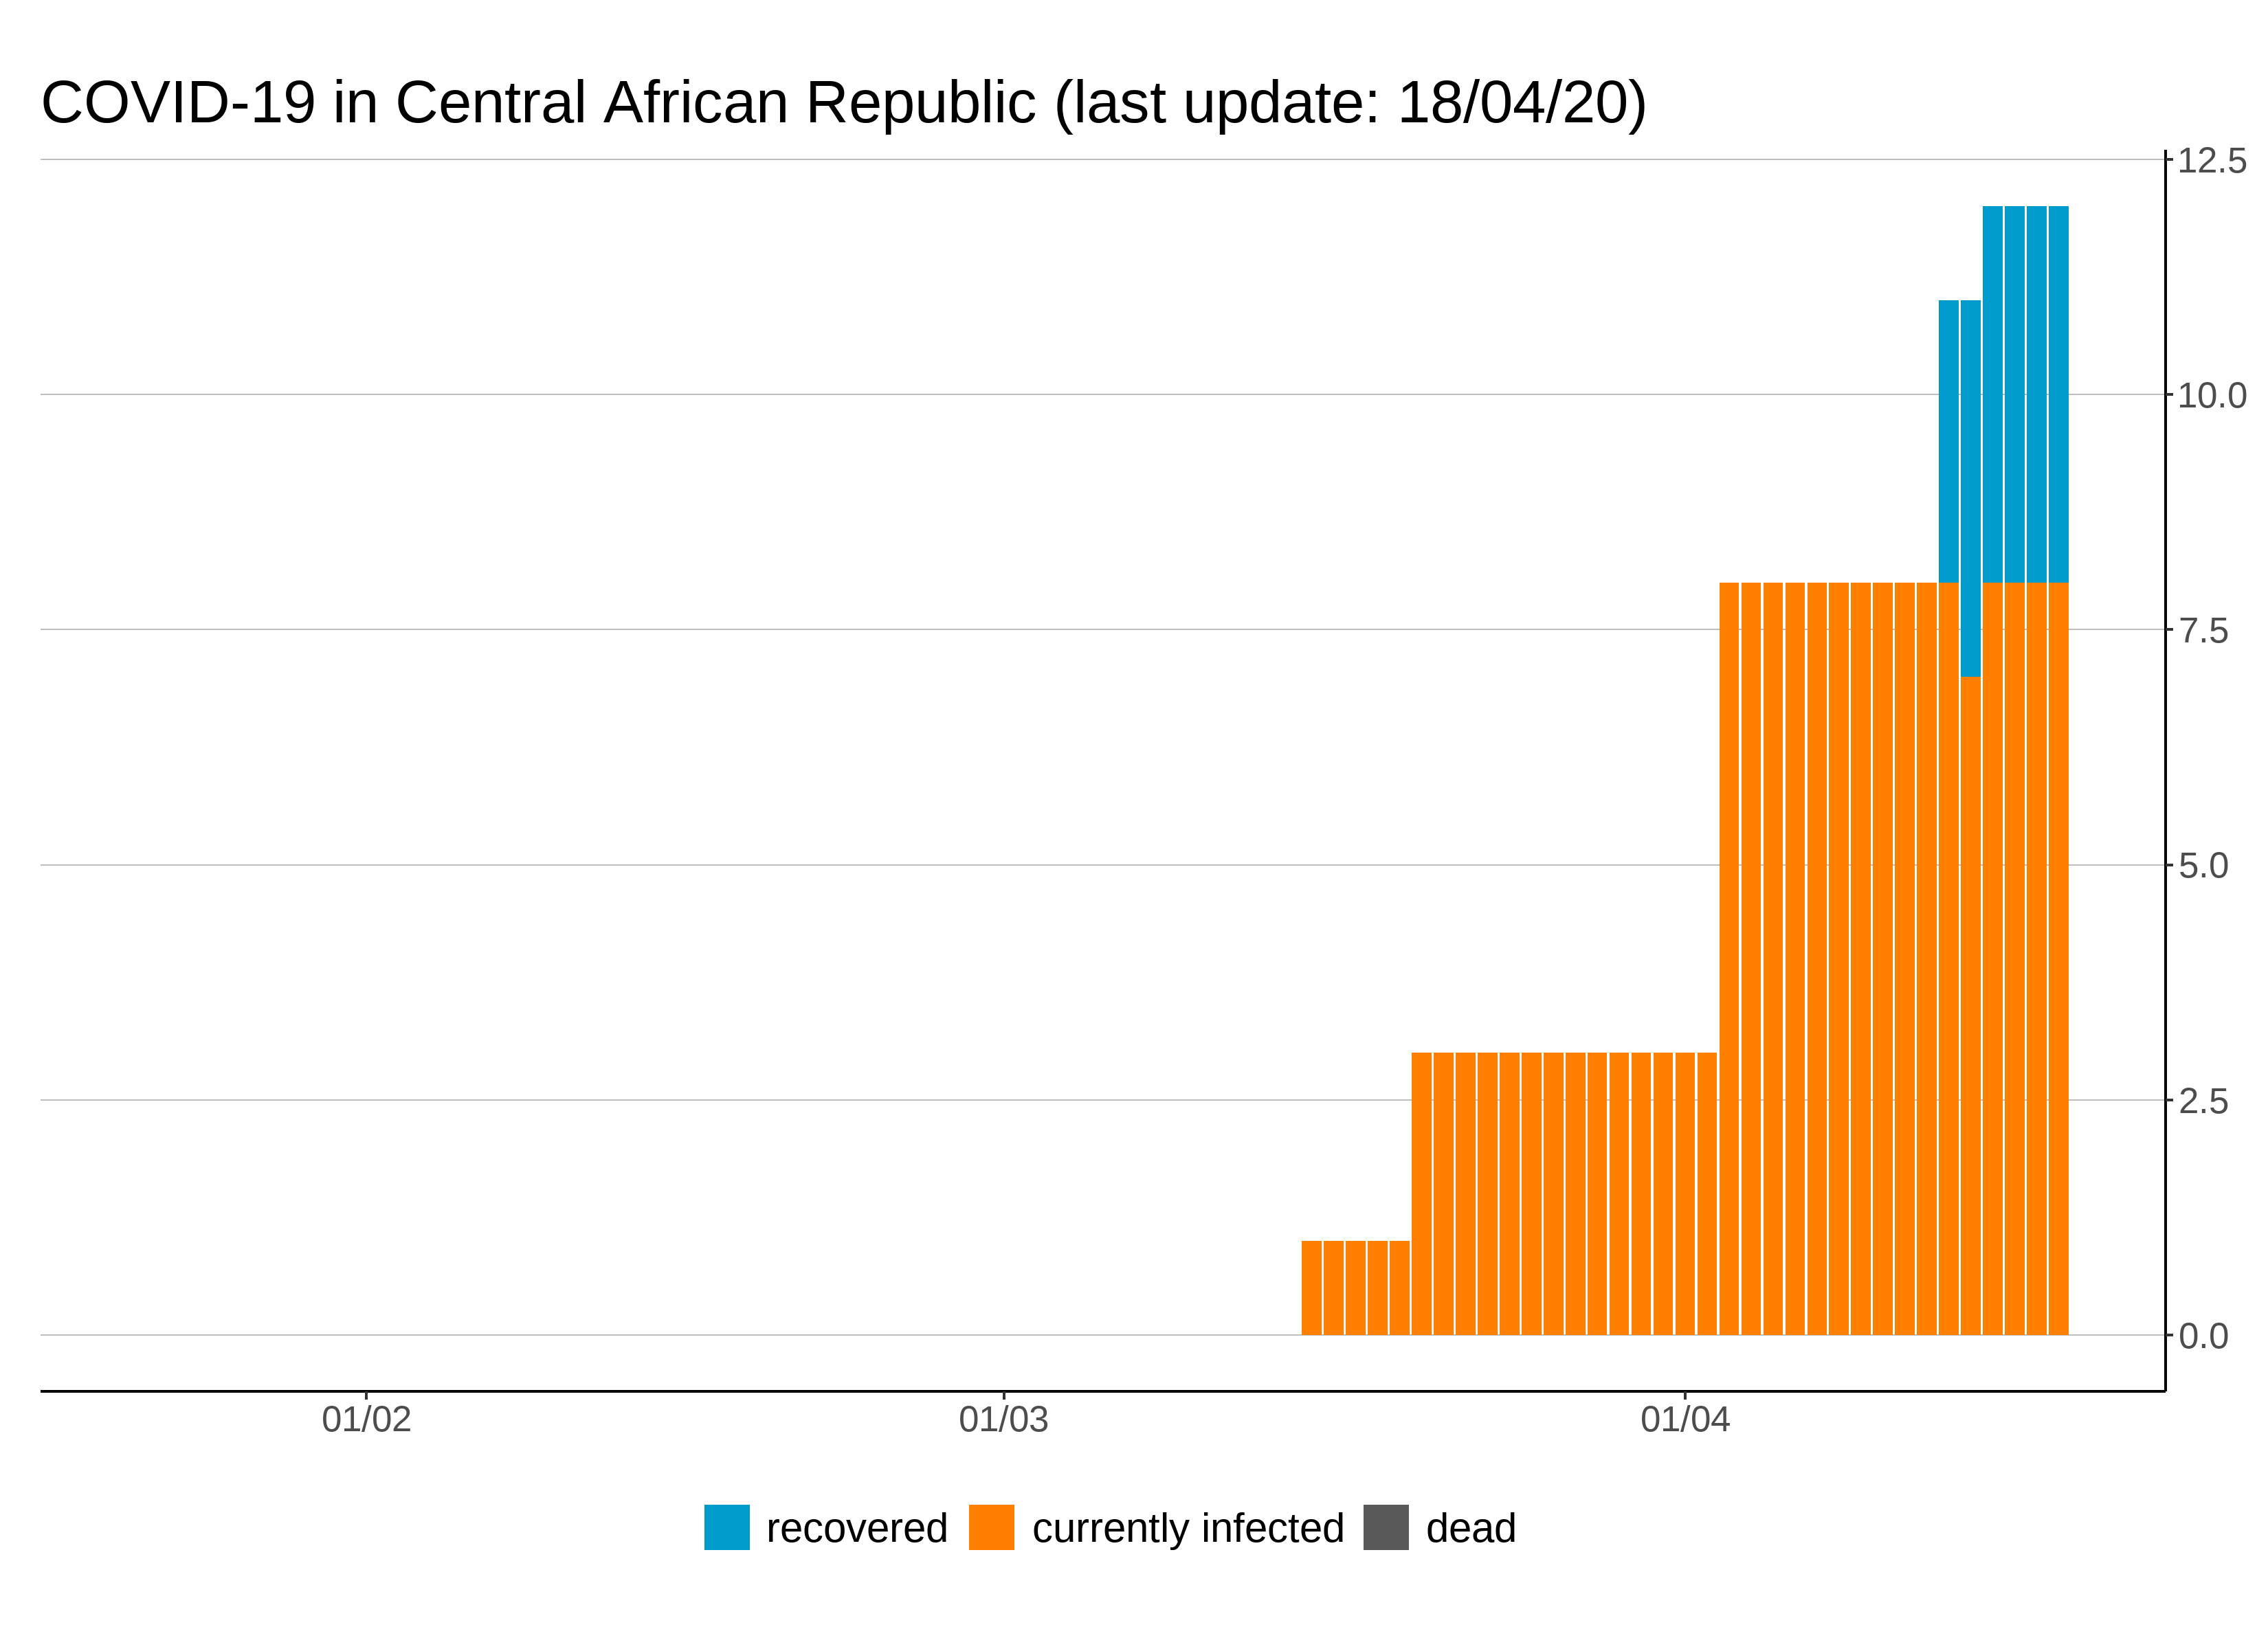 COVID-19 in Central African Republic (last update: 18/04/20)
12.5
10.0
7.5
5.0
2.5
0.0
01/02 01/03 01/04
recovered currently infected dead